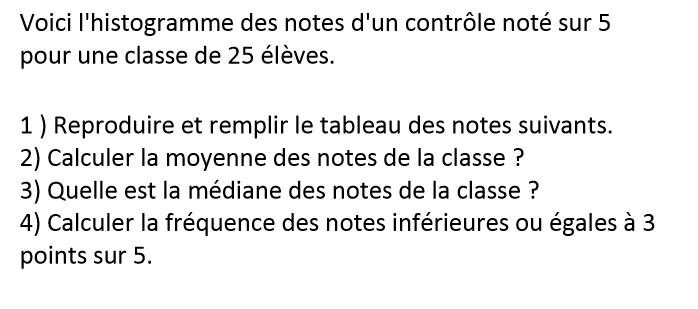 Voici l'histogramme des notes d'un contrôle noté sur 5
pour une classe de 25 élèves.
1 ) Reproduire et remplir le tableau des notes suivants.
2) Calculer la moyenne des notes de la classe ?
3) Quelle est la médiane des notes de la classe ?
4) Calculer la fréquence des notes inférieures ou égales à 3
points sur 5.